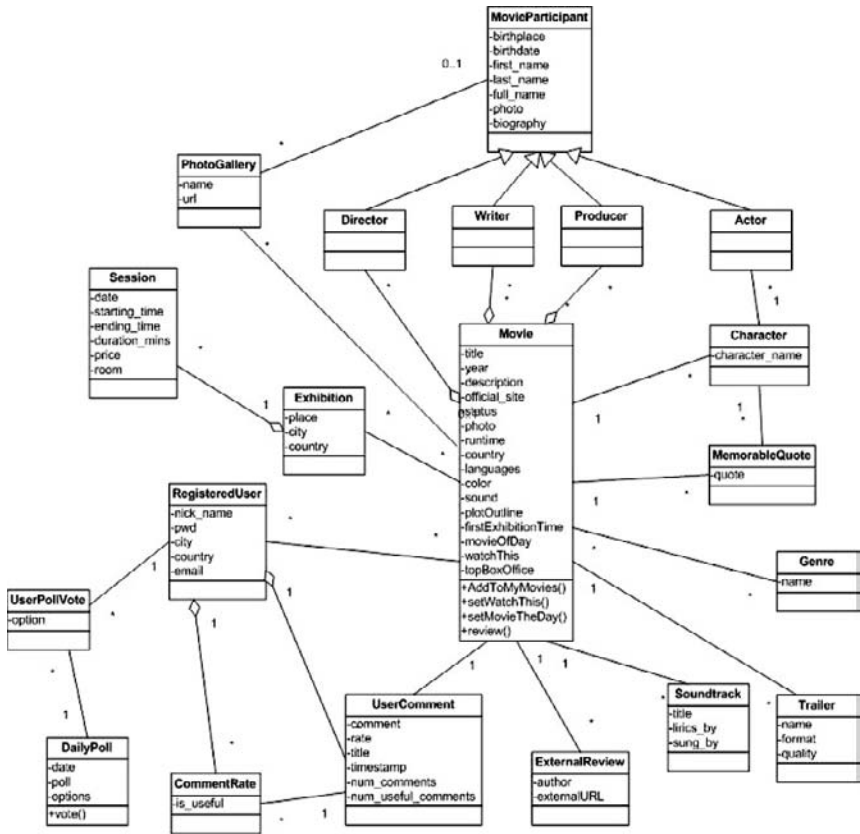 MovieParticipant
-birthplace
-birthdate
-first_name
-last_name
-full_name
-photo
-biography
0..1
*
PhotoGallery
-name
-url
*
Director
Writer
Producer
Actor
*
*
*
*
*
*
1
Session
-date
-starting_time
-ending_time
-duration_mins
-price
-room
*
1
Exhibition
-place
-city
-country
*
Movie
-title
-year
-description
-official_site
-status
-photo
-runtime
-country
-languages
-color
-sound
-plotOutline
-firstExhibitionTime
-movieOfDay
-watchThis
-topBoxOffice
+AddToMyMovies()
+setWatchThis()
+setMovieTheDay()
+review()
Character
-character_name
1
*
1
*
MemorableQuote
-quote
1
*
RegisteredUser
-nick_name
-pwd
-city
-country
-email
*
*
1
1
1
*
*
Genre
-name
1
UserPollVote
-option
*
*
1
DailyPoll
-date
-poll
-options
+vote()
CommentRate
-is_useful
*
1
UserComment
-comment
-rate
-title
-timestamp
-num_comments
-num_useful_comments
*
*
1
1
1
ExternalReview
-author
-externalURL
*
Soundtrack
-title
-lirics_by
-sung_by
*
Trailer
-name
-format
-quality
*